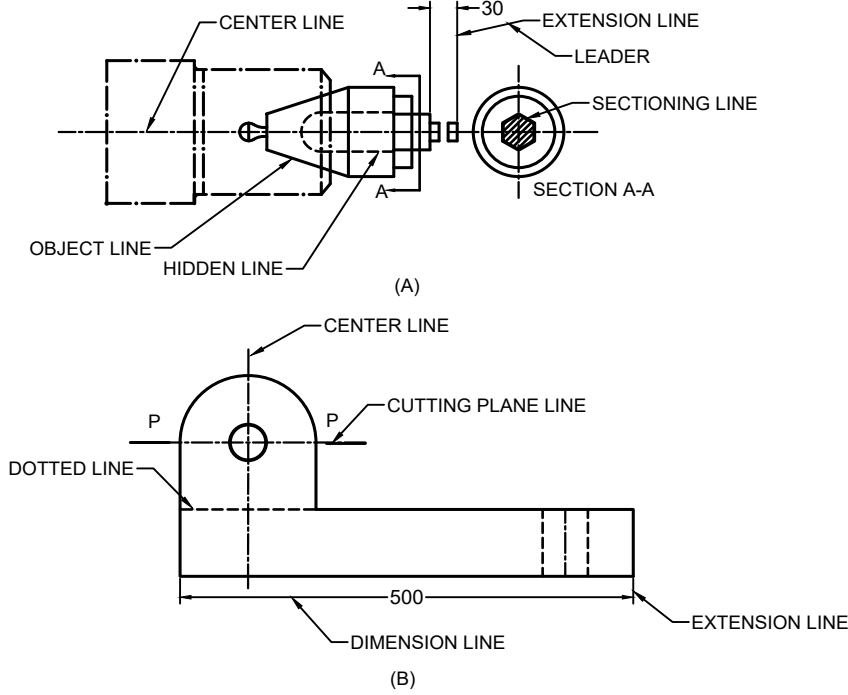 30
CENTER LINE
EXTENSION LINE
LEADER
A
SECTIONING LINE
A
SECTION A-A
OBJECT LINE
HIDDEN LINE
(A)
CENTER LINE
P
P
CUTTING PLANE LINE
DOTTED LINE
500
EXTENSION LINE
DIMENSION LINE
(B)